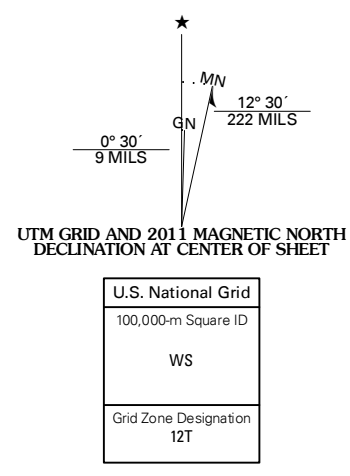 MN
GN
12° 30´
222 MILS
0° 30´
9 MILS
UTM GRID AND 2011 MAGNETIC NORTH
DECLINATION AT CENTER OF SHEET
U.S. National Grid
100,000-m Square ID
WS
Grid Zone Designation
12T